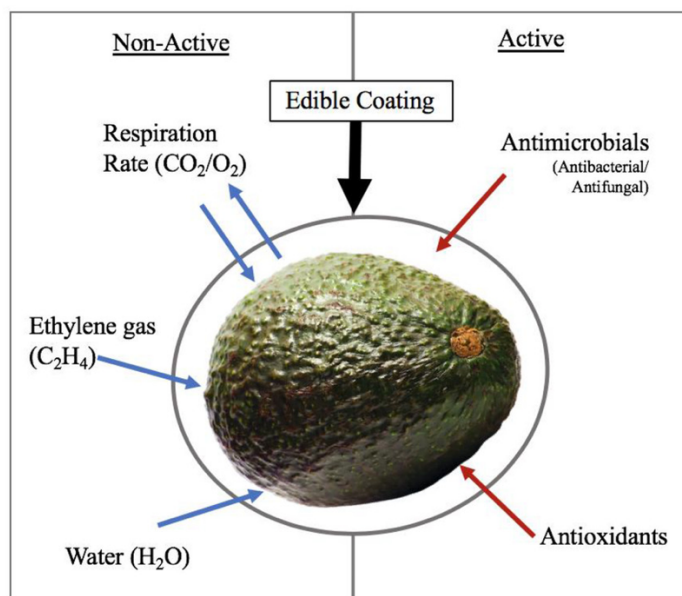 Non-Active
Active
Edible Coating
Respiration
Rate (CO₂/O₂)
Antimicrobials
(Antibacterial/
Antifungal)
Ethylene gas
(C₂H₄)
Water (H₂O)
Antioxidants